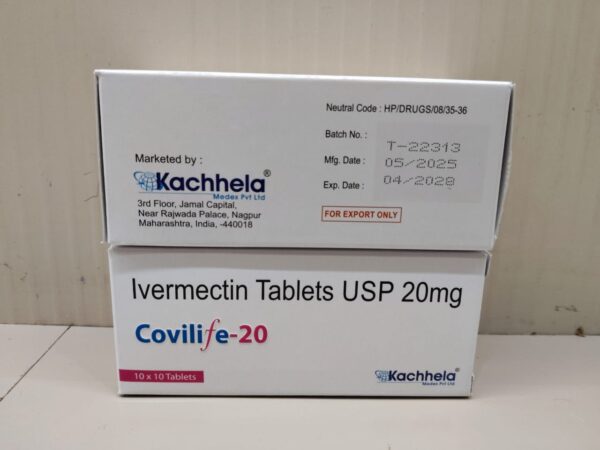 Neutral Code : HP/DRUGS/08/35-36
Batch No. : T-22313
Mfg. Date : 05/2025
Exp. Date : 04/2028
Marketed by :
Kachhela®
Medex Pvt Ltd
3rd Floor, Jamal Capital,
Near Rajwada Palace, Nagpur
Maharashtra, India, -440018
FOR EXPORT ONLY
Ivermectin Tablets USP 20mg
Covilife-20
10 x 10 Tablets
Kachhela®
Medex Pvt Ltd